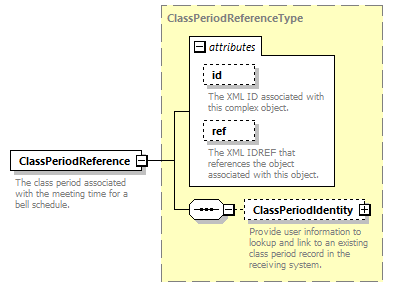 ClassPeriodReferenceType
attributes
id
The XML ID associated with
this complex object.
ref
The XML IDREF that
references the object
associated with this object.
ClassPeriodReference
The class period associated
with the meeting time for a
bell schedule.
ClassPeriodIdentity
Provide user information to
lookup and link to an existing
class period record in the
receiving system.